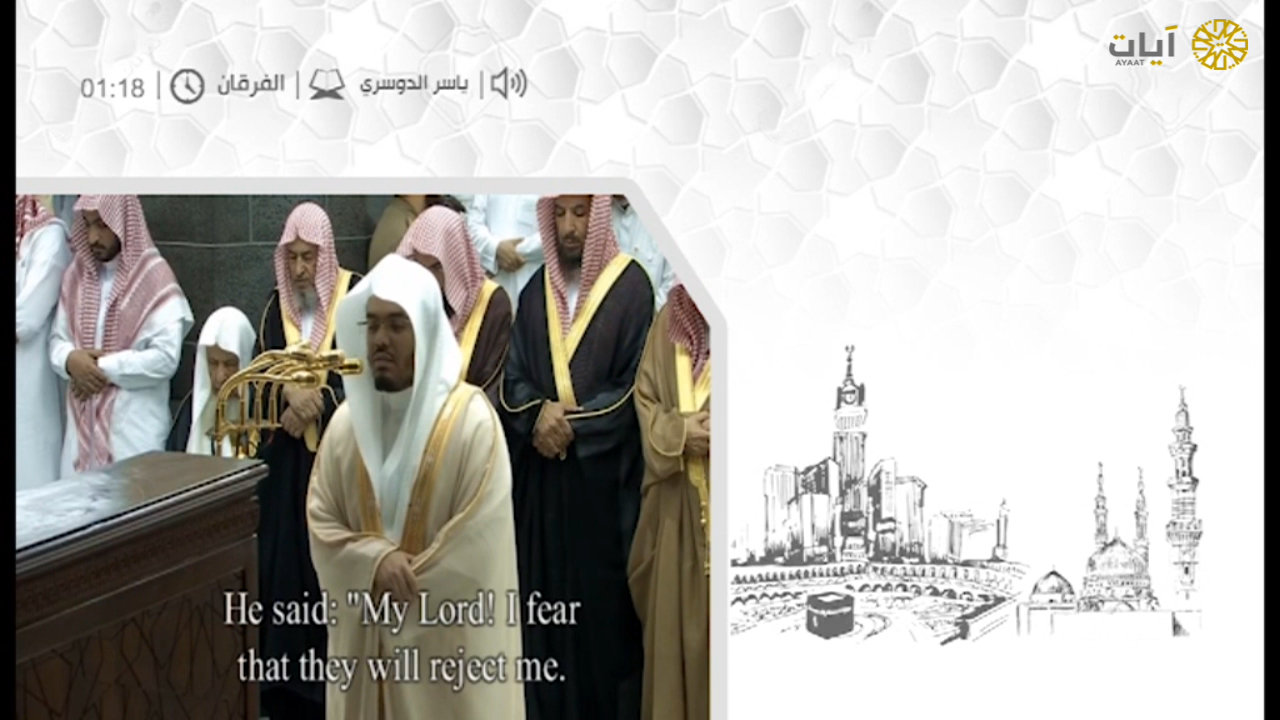 آيات
AYAAT
ياسر الدوسري | الفرقان | 01:18
He said: "My Lord! I fear
that they will reject me.